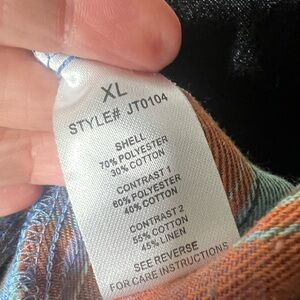 XL
STYLE# JT0104
SHELL
70% POLYESTER
30% COTTON
CONTRAST 1
60% POLYESTER
40% COTTON
CONTRAST 2
55% COTTON
45% LINEN
SEE REVERSE
FOR CARE INSTRUCTIONS